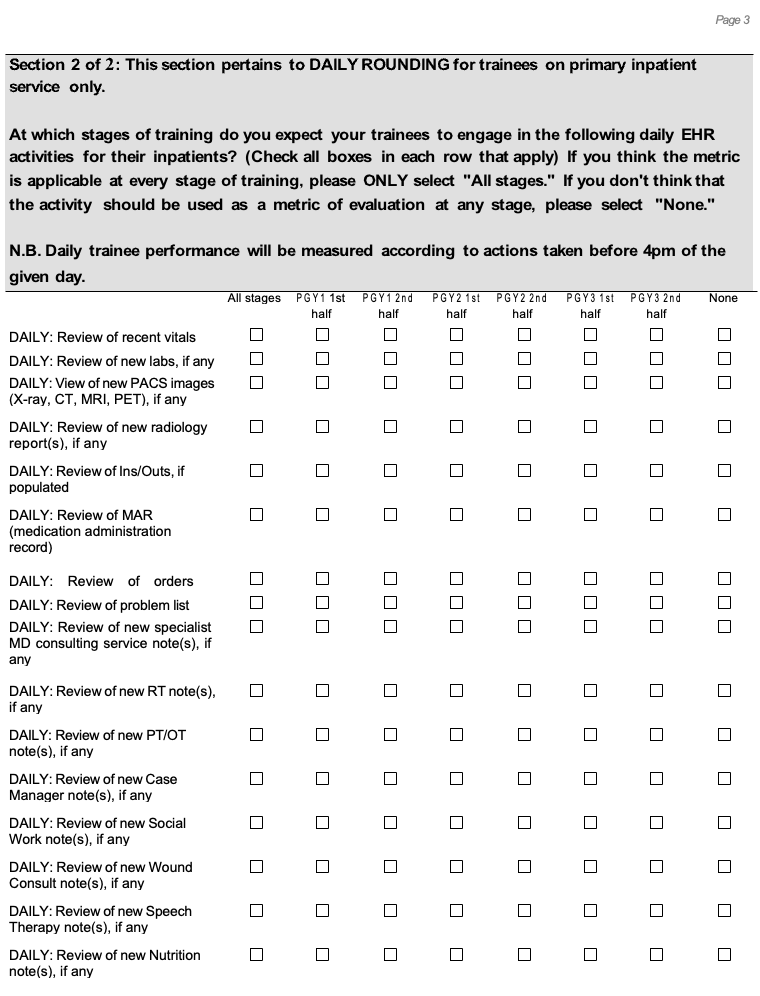 Page 3
Section 2 of 2: This section pertains to DAILY ROUNDING for trainees on primary inpatient
service only.
At which stages of training do you expect your trainees to engage in the following daily EHR
activities for their inpatients? (Check all boxes in each row that apply) If you think the metric
is applicable at every stage of training, please ONLY select "All stages." If you don't think that
the activity should be used as a metric of evaluation at any stage, please select "None."
N.B. Daily trainee performance will be measured according to actions taken before 4pm of the
given day.
All stages PGY1 1st PGY1 2nd PGY2 1st PGY2 2nd PGY3 1st PGY3 2nd None
half half half half half half
DAILY: Review of recent vitals
DAILY: Review of new labs, if any
DAILY: View of new PACS images
(X-ray, CT, MRI, PET), if any
DAILY: Review of new radiology
report(s), if any
DAILY: Review of Ins/Outs, if
populated
DAILY: Review of MAR
(medication administration
record)
DAILY: Review of orders
DAILY: Review of problem list
DAILY: Review of new specialist
MD consulting service note(s), if
any
DAILY: Review of new RT note(s),
if any
DAILY: Review of new PT/OT
note(s), if any
DAILY: Review of new Case
Manager note(s), if any
DAILY: Review of new Social
Work note(s), if any
DAILY: Review of new Wound
Consult note(s), if any
DAILY: Review of new Speech
Therapy note(s), if any
DAILY: Review of new Nutrition
note(s), if any